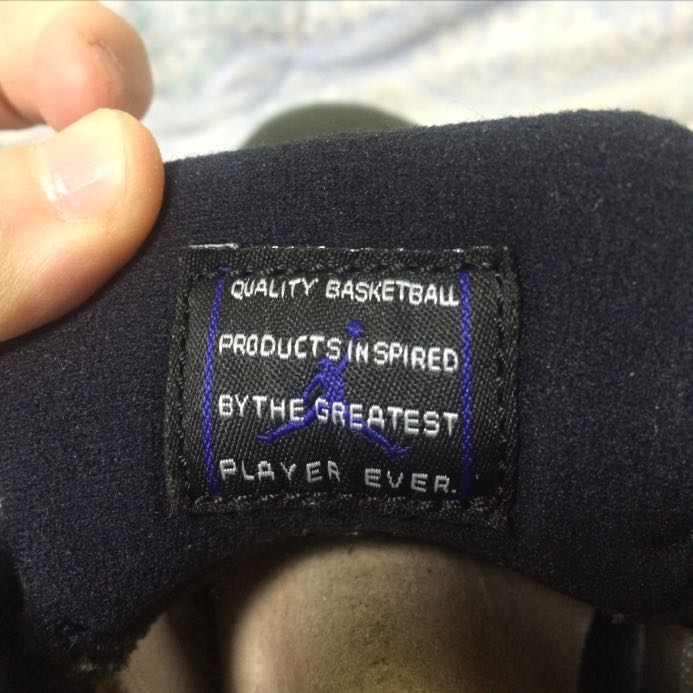 QUALITY BASKETBALL
PRODUCTS INSPIRED
BY THE GREATEST
PLAYER EVER.